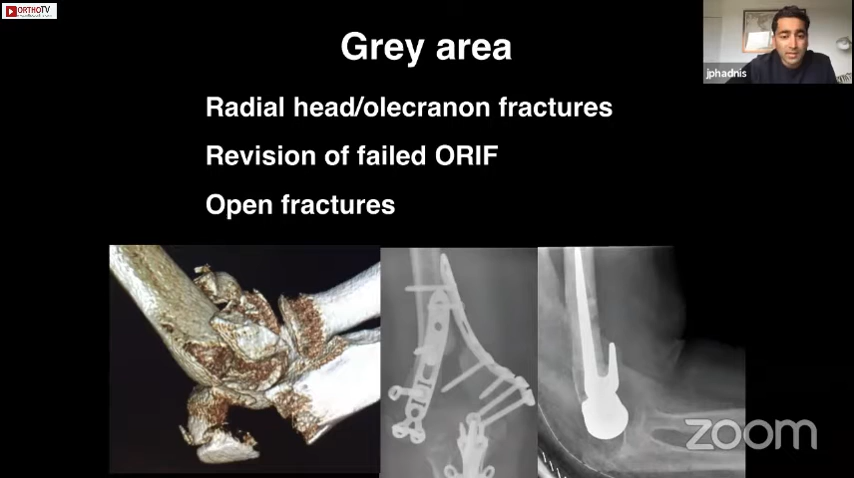 ORTHOTV
Grey area
jphadnis
Radial head/olecranon fractures
Revision of failed ORIF
Open fractures
zoom